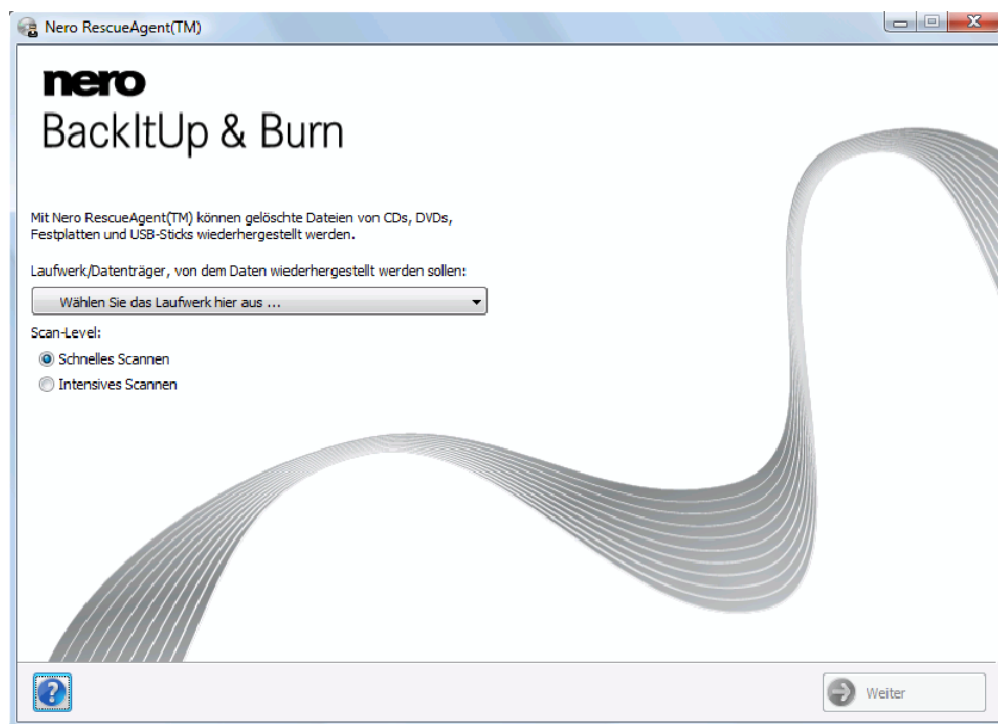 Nero RescueAgent(TM)
nero
BackItUp & Burn
Mit Nero RescueAgent(TM) können gelöschte Dateien von CDs, DVDs,
Festplatten und USB-Sticks wiederhergestellt werden.
Laufwerk/Datenträger, von dem Daten wiederhergestellt werden sollen:
Wählen Sie das Laufwerk hier aus ...
Scan-Level:
Schnelles Scannen
Intensives Scannen
?
Weiter